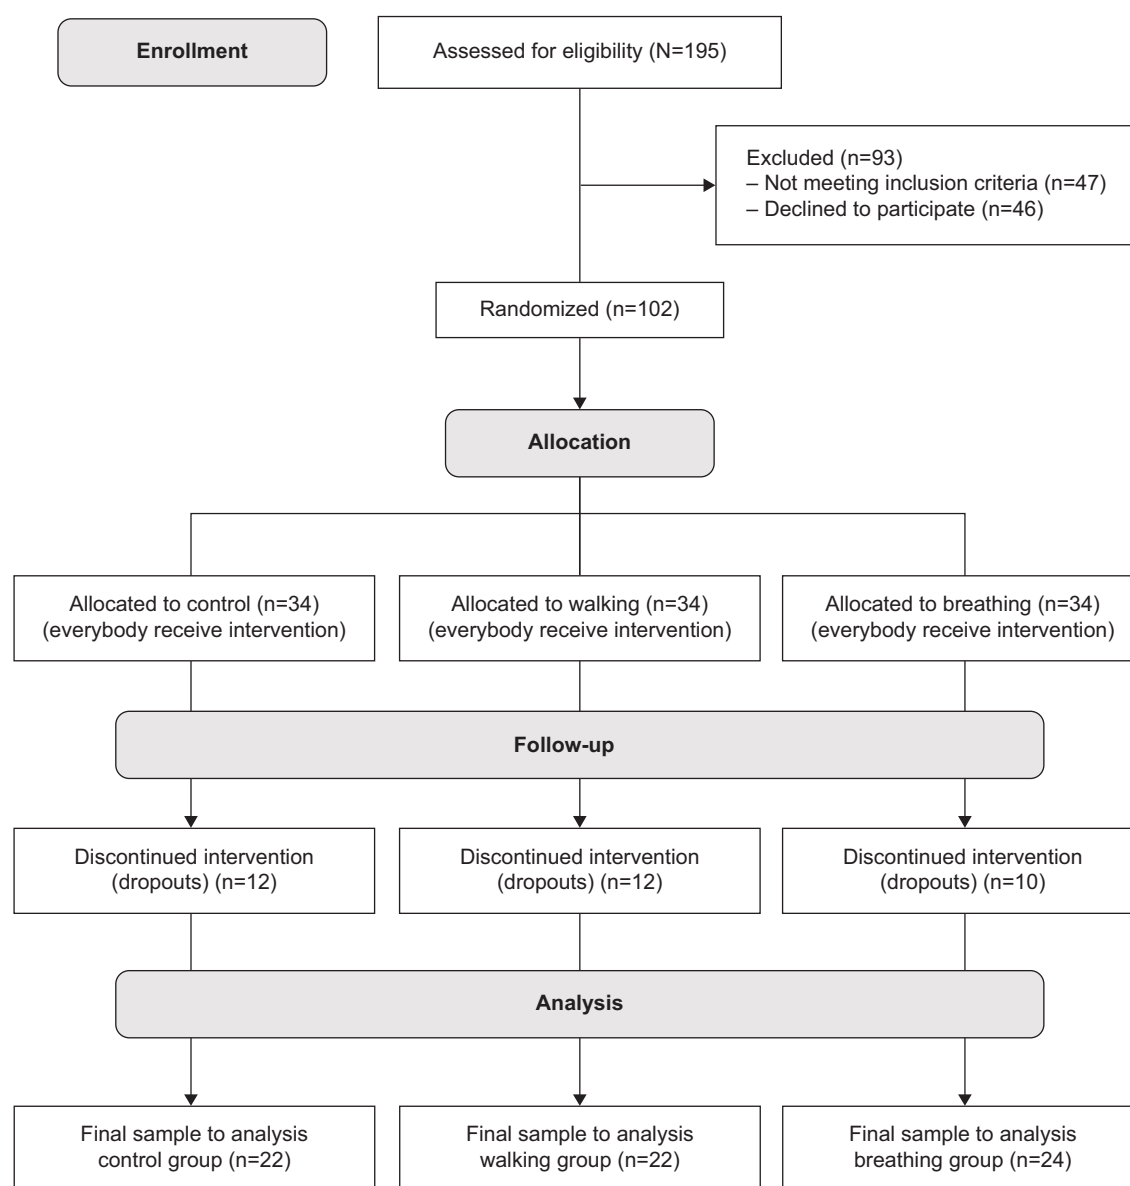 Enrollment
Assessed for eligibility (N=195)
Excluded (n=93)
– Not meeting inclusion criteria (n=47)
– Declined to participate (n=46)
Randomized (n=102)
Allocation
Allocated to control (n=34)
(everybody receive intervention)
Allocated to walking (n=34)
(everybody receive intervention)
Allocated to breathing (n=34)
(everybody receive intervention)
Follow-up
Discontinued intervention
(dropouts) (n=12)
Discontinued intervention
(dropouts) (n=12)
Discontinued intervention
(dropouts) (n=10)
Analysis
Final sample to analysis
control group (n=22)
Final sample to analysis
walking group (n=22)
Final sample to analysis
breathing group (n=24)